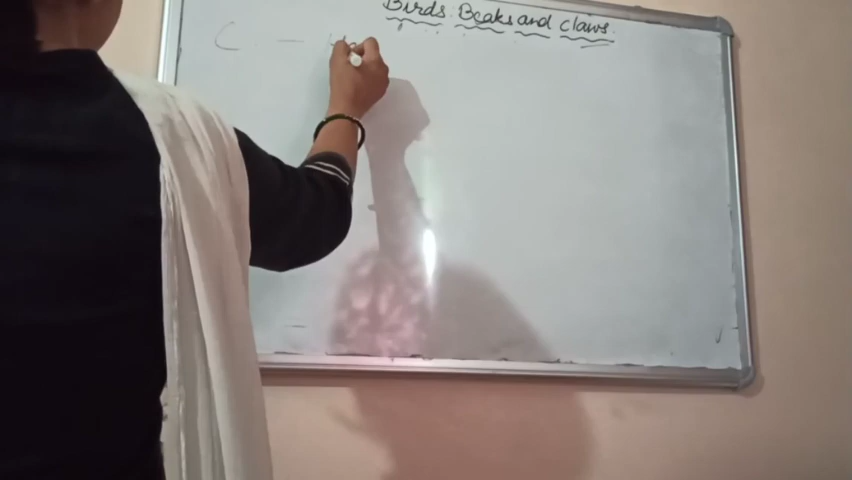 Birds: Beaks and claws.
C –